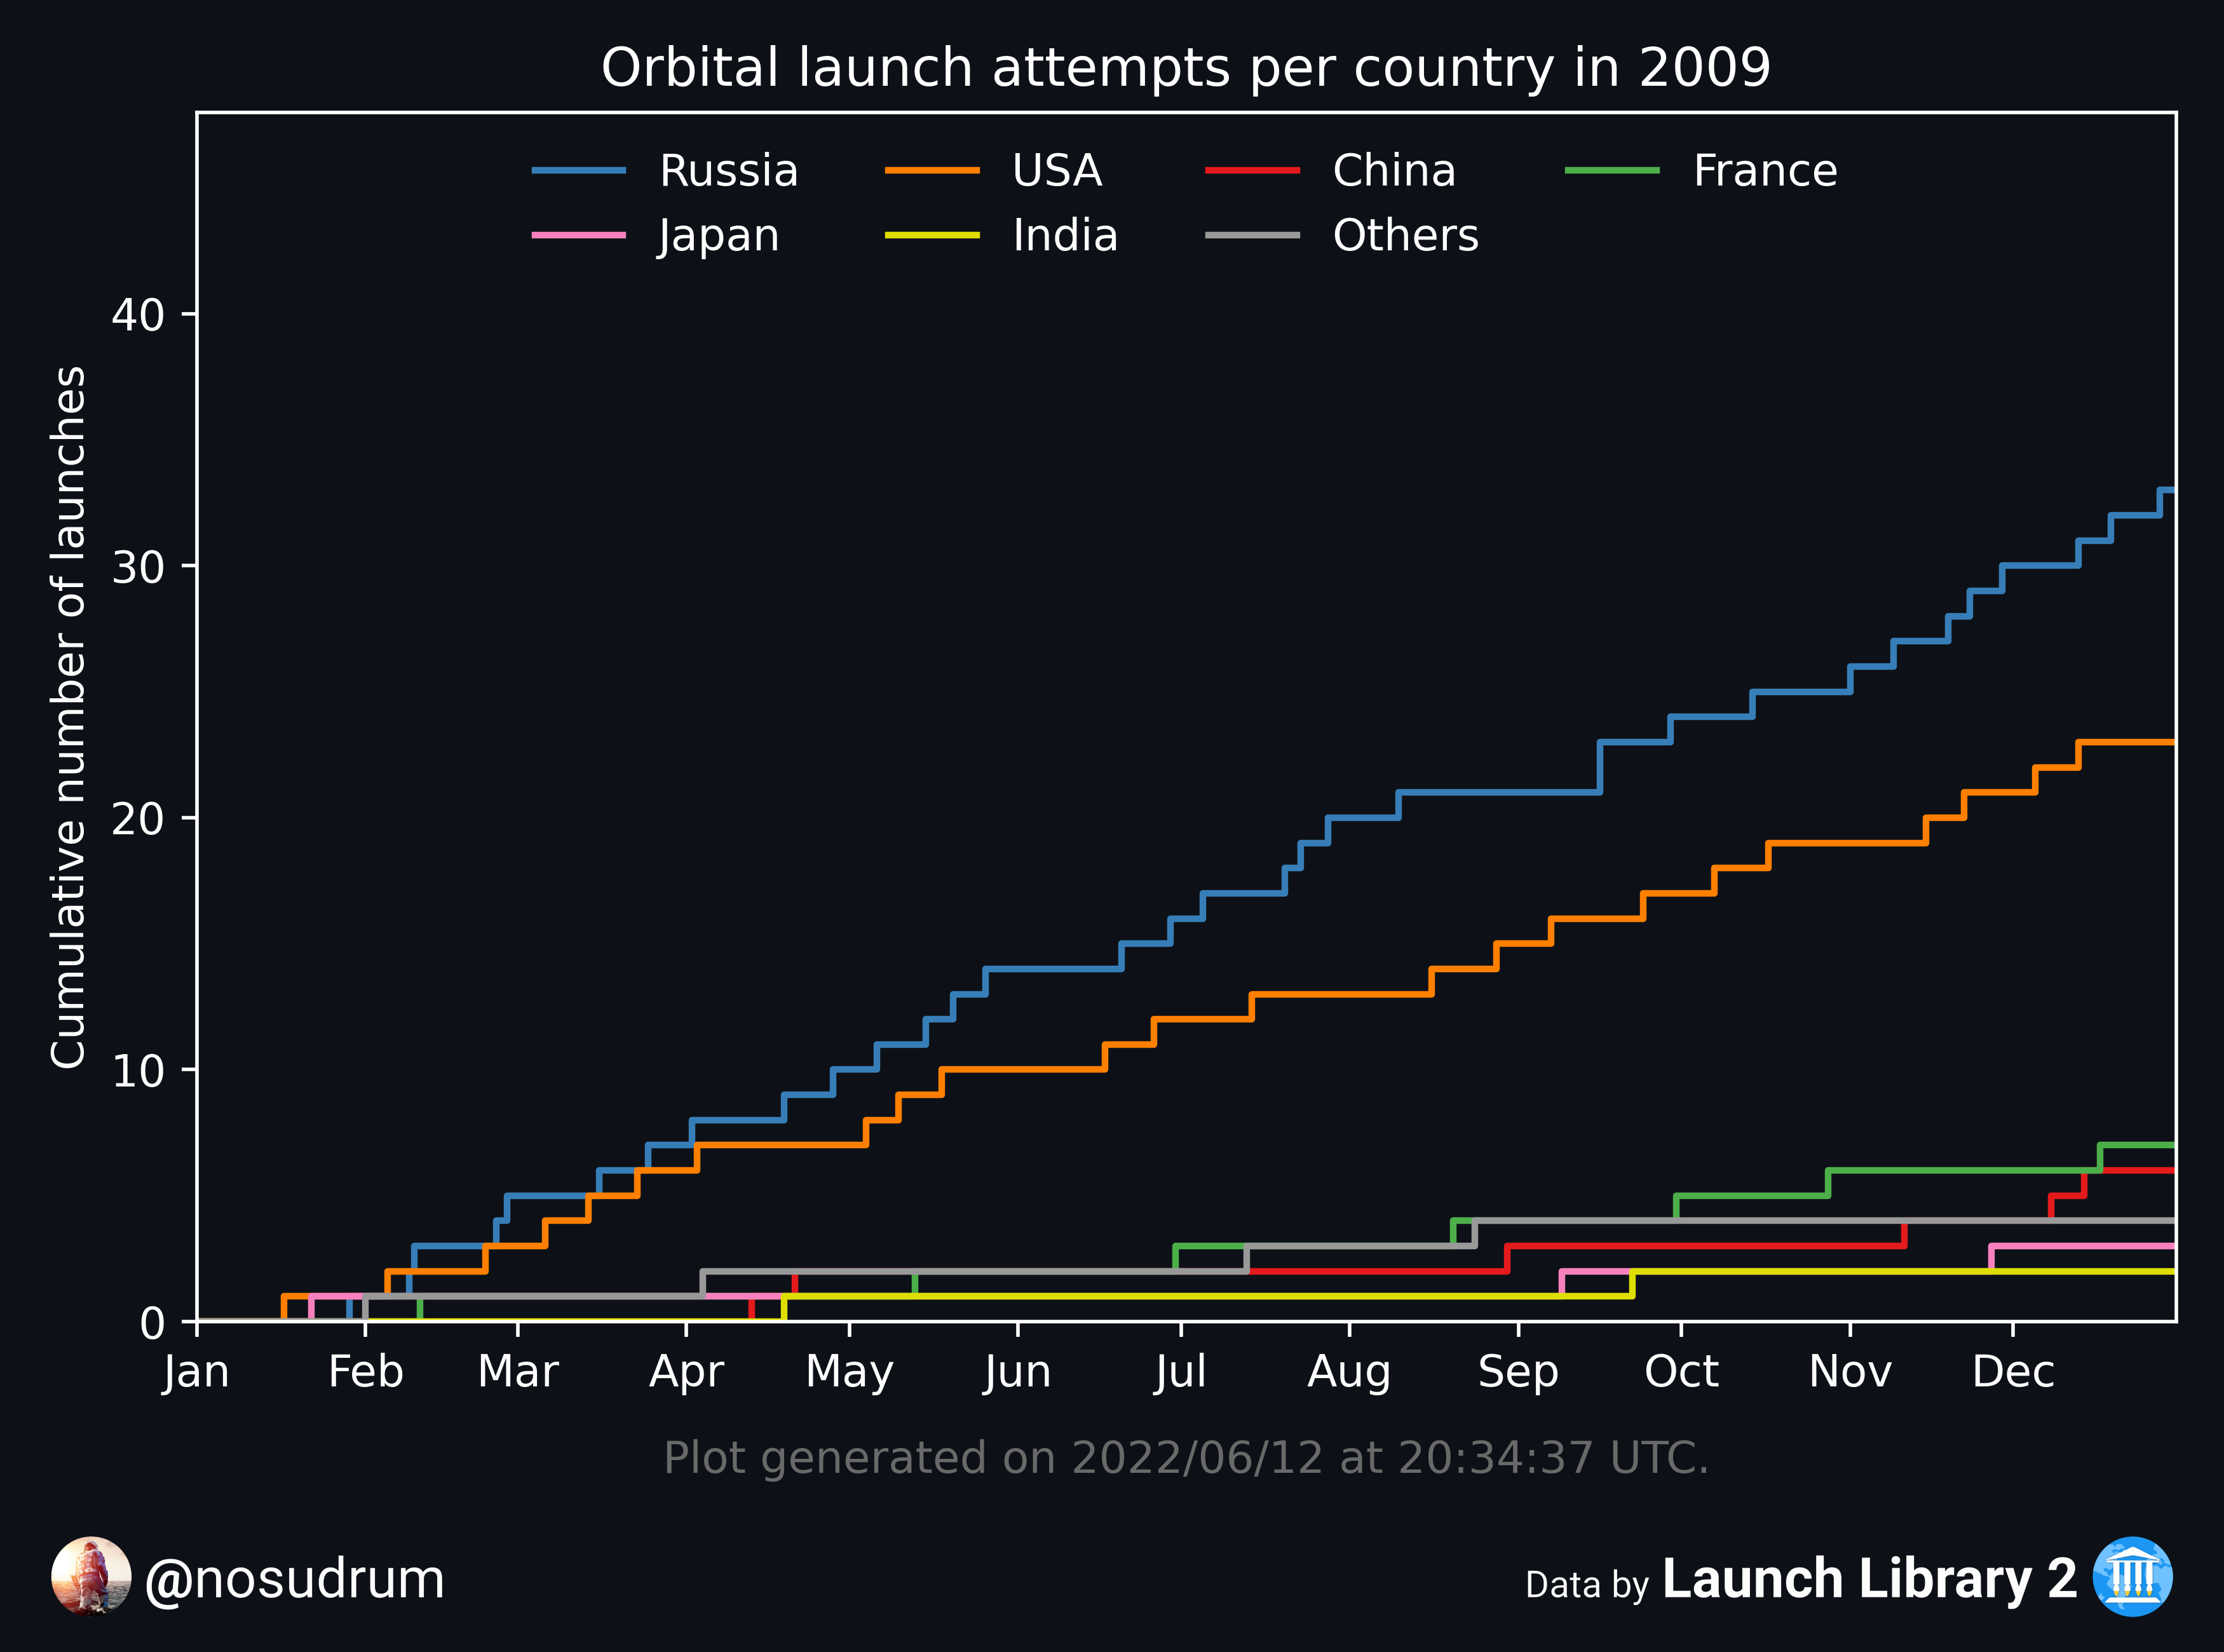 Orbital launch attempts per country in 2009
Russia USA China France
Japan India Others
Cumulative number of launches
40
30
20
10
0
Jan Feb Mar Apr May Jun Jul Aug Sep Oct Nov Dec
Plot generated on 2022/06/12 at 20:34:37 UTC.
@nosudrum
Data by Launch Library 2